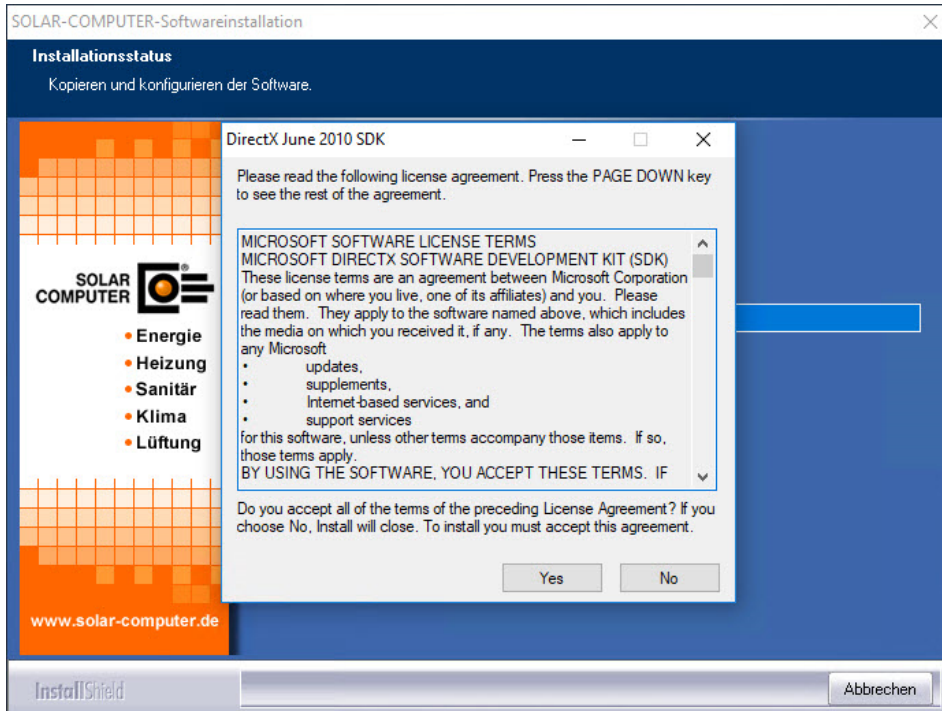 SOLAR-COMPUTER-Softwareinstallation
Installationsstatus
Kopieren und konfigurieren der Software.
DirectX June 2010 SDK
Please read the following license agreement. Press the PAGE DOWN key
to see the rest of the agreement.
MICROSOFT SOFTWARE LICENSE TERMS
MICROSOFT DIRECTX SOFTWARE DEVELOPMENT KIT (SDK)
These license terms are an agreement between Microsoft Corporation
(or based on where you live, one of its affiliates) and you. Please
read them. They apply to the software named above, which includes
the media on which you received it, if any. The terms also apply to
any Microsoft
• updates,
• supplements,
• Internet-based services, and
• support services
for this software, unless other terms accompany those items. If so,
those terms apply.
BY USING THE SOFTWARE, YOU ACCEPT THESE TERMS. IF
Do you accept all of the terms of the preceding License Agreement? If you
choose No, Install will close. To install you must accept this agreement.
Yes
No
SOLAR
COMPUTER
• Energie
• Heizung
• Sanitär
• Klima
• Lüftung
www.solar-computer.de
InstallShield
Abbrechen